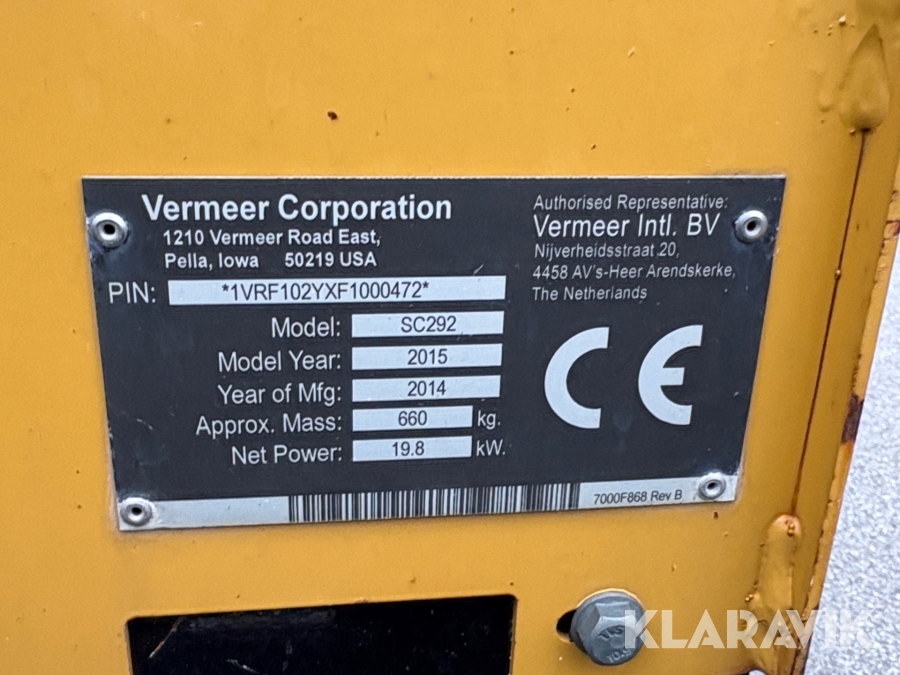 Vermeer Corporation
1210 Vermeer Road East,
Pella, Iowa 50219 USA
Authorised Representative:
Vermeer Intl. BV
Nijverheidsstraat 20,
4458 AV's-Heer Arendskerke,
The Netherlands
PIN: *1VRF102YXF1000472*
Model: SC292
Model Year: 2015
Year of Mfg: 2014
Approx. Mass: 660 kg.
Net Power: 19.8 kW.
CE
7000F868 Rev B
KLARAVIK